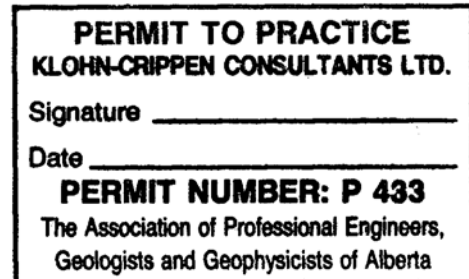 PERMIT TO PRACTICE
KLOHN-CRIPPEN CONSULTANTS LTD.
Signature
Date
PERMIT NUMBER: P 433
The Association of Professional Engineers,
Geologists and Geophysicists of Alberta